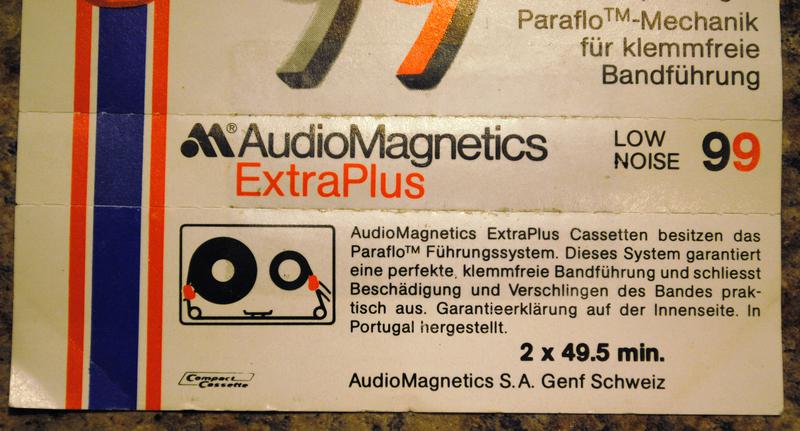 99
Paraflo™-Mechanik
für klemmfreie
Bandführung
® AudioMagnetics
ExtraPlus
LOW
NOISE
99
AudioMagnetics ExtraPlus Cassetten besitzen das
Paraflo™ Führungssystem. Dieses System garantiert
eine perfekte, klemmfreie Bandführung und schliesst
Beschädigung und Verschlingen des Bandes prak-
tisch aus. Garantieerklärung auf der Innenseite. In
Portugal hergestellt.
2 x 49.5 min.
Compact
Cassette
AudioMagnetics S.A. Genf Schweiz